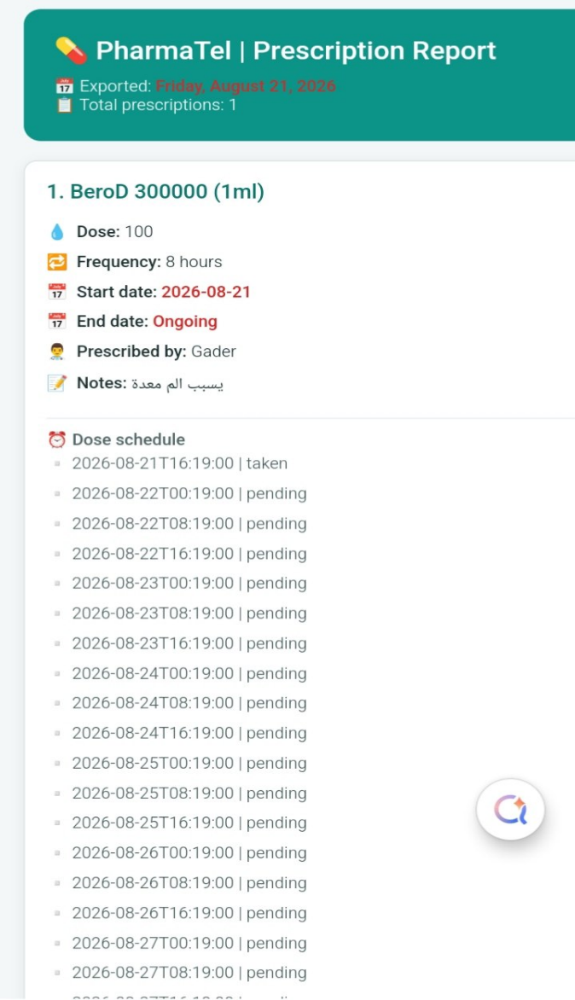 PharmaTel | Prescription Report
Exported: Friday, August 21, 2026
Total prescriptions: 1
1. BeroD 300000 (1ml)
Dose: 100
Frequency: 8 hours
Start date: 2026-08-21
End date: Ongoing
Prescribed by: Gader
Notes: يسبب الم معدة
Dose schedule
2026-08-21T16:19:00 | taken
2026-08-22T00:19:00 | pending
2026-08-22T08:19:00 | pending
2026-08-22T16:19:00 | pending
2026-08-23T00:19:00 | pending
2026-08-23T08:19:00 | pending
2026-08-23T16:19:00 | pending
2026-08-24T00:19:00 | pending
2026-08-24T08:19:00 | pending
2026-08-24T16:19:00 | pending
2026-08-25T00:19:00 | pending
2026-08-25T08:19:00 | pending
2026-08-25T16:19:00 | pending
2026-08-26T00:19:00 | pending
2026-08-26T08:19:00 | pending
2026-08-26T16:19:00 | pending
2026-08-27T00:19:00 | pending
2026-08-27T08:19:00 | pending